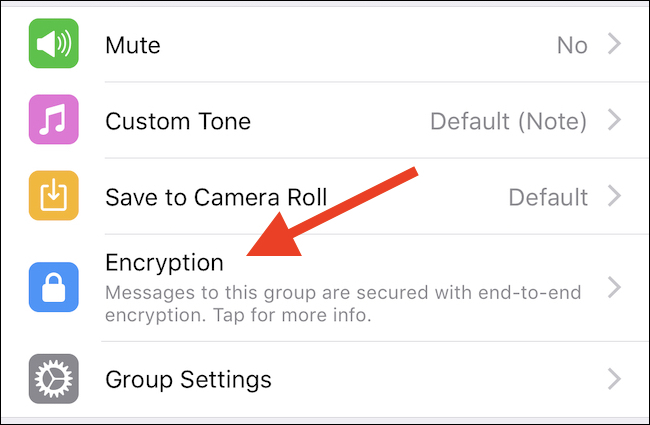 Mute No
Custom Tone Default (Note)
Save to Camera Roll Default
Encryption
Messages to this group are secured with end-to-end
encryption. Tap for more info.
Group Settings